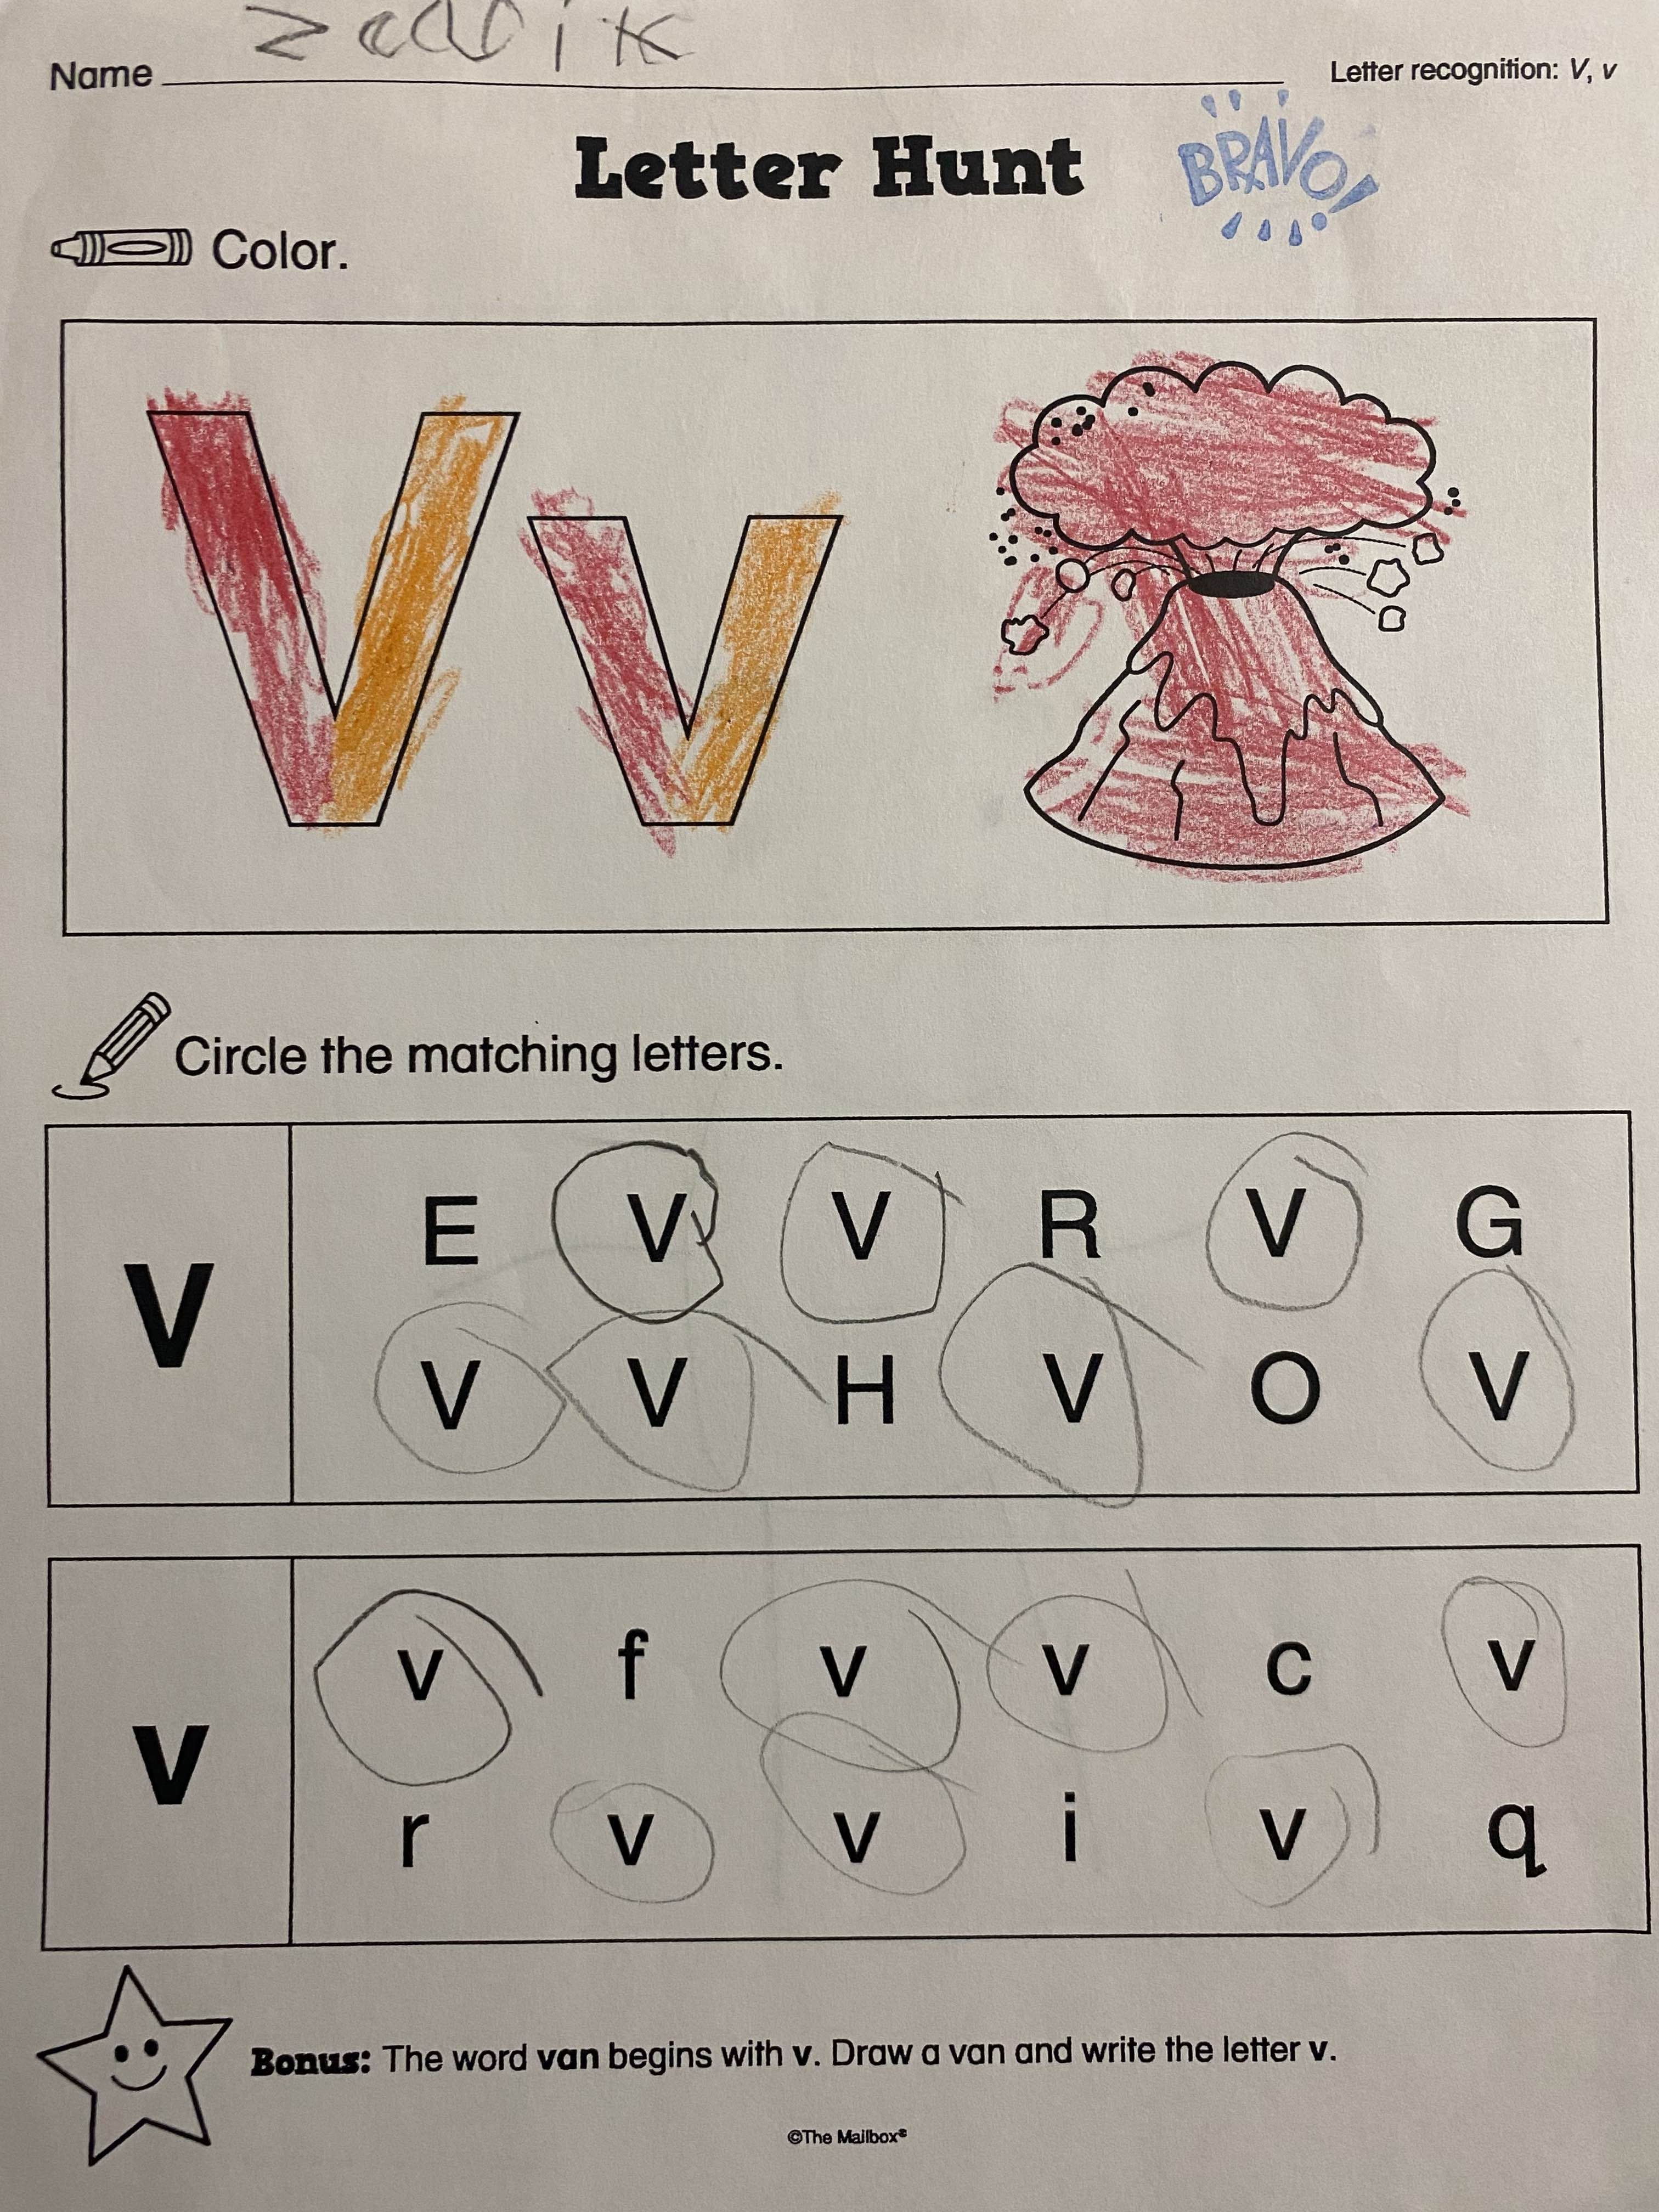 Name
Letter recognition: V, v
Letter Hunt
BRAVO!
Color.
V v
Circle the matching letters.
V
E V V R V G
V V H V O V
v
v f v v c v
r v v i v q
Bonus: The word van begins with v. Draw a van and write the letter v.
©The Mailbox®